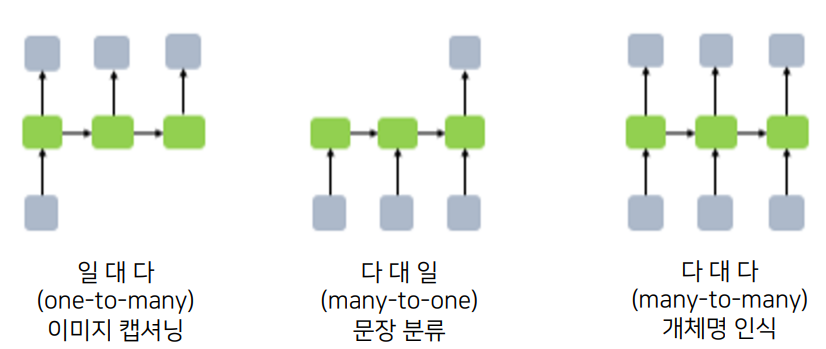 일 대 다
(one-to-many)
이미지 캡셔닝
다 대 일
(many-to-one)
문장 분류
다 대 다
(many-to-many)
개체명 인식